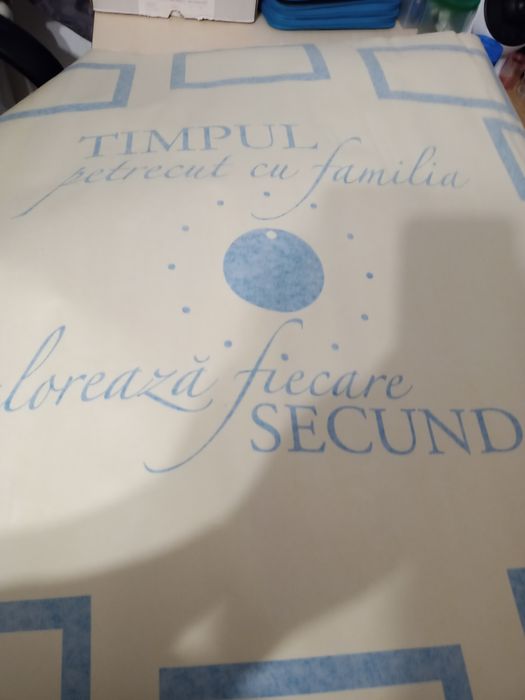 TIMPUL
petrecut cu familia
lorează fiecare
SECUND